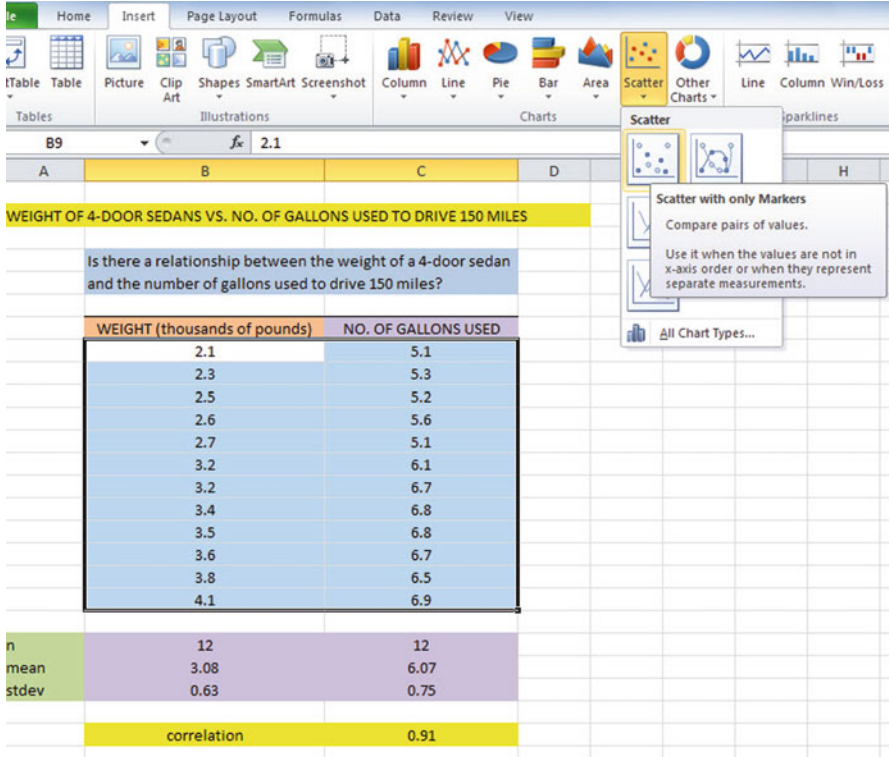 le Home Insert Page Layout Formulas Data Review View
tTable Table Picture Clip Art Shapes SmartArt Screenshot Column Line Pie Bar Area Scatter Other Charts Line Column Win/Loss
Tables Illustrations Charts Sparklines
Scatter
B9 fx 2.1
A B C D H
Scatter with only Markers
Compare pairs of values.
Use it when the values are not in
x-axis order or when they represent
separate measurements.
All Chart Types...
WEIGHT OF 4-DOOR SEDANS VS. NO. OF GALLONS USED TO DRIVE 150 MILES
Is there a relationship between the weight of a 4-door sedan
and the number of gallons used to drive 150 miles?
WEIGHT (thousands of pounds) NO. OF GALLONS USED
2.1 5.1
2.3 5.3
2.5 5.2
2.6 5.6
2.7 5.1
3.2 6.1
3.2 6.7
3.4 6.8
3.5 6.8
3.6 6.7
3.8 6.5
4.1 6.9
n 12 12
mean 3.08 6.07
stdev 0.63 0.75
correlation 0.91